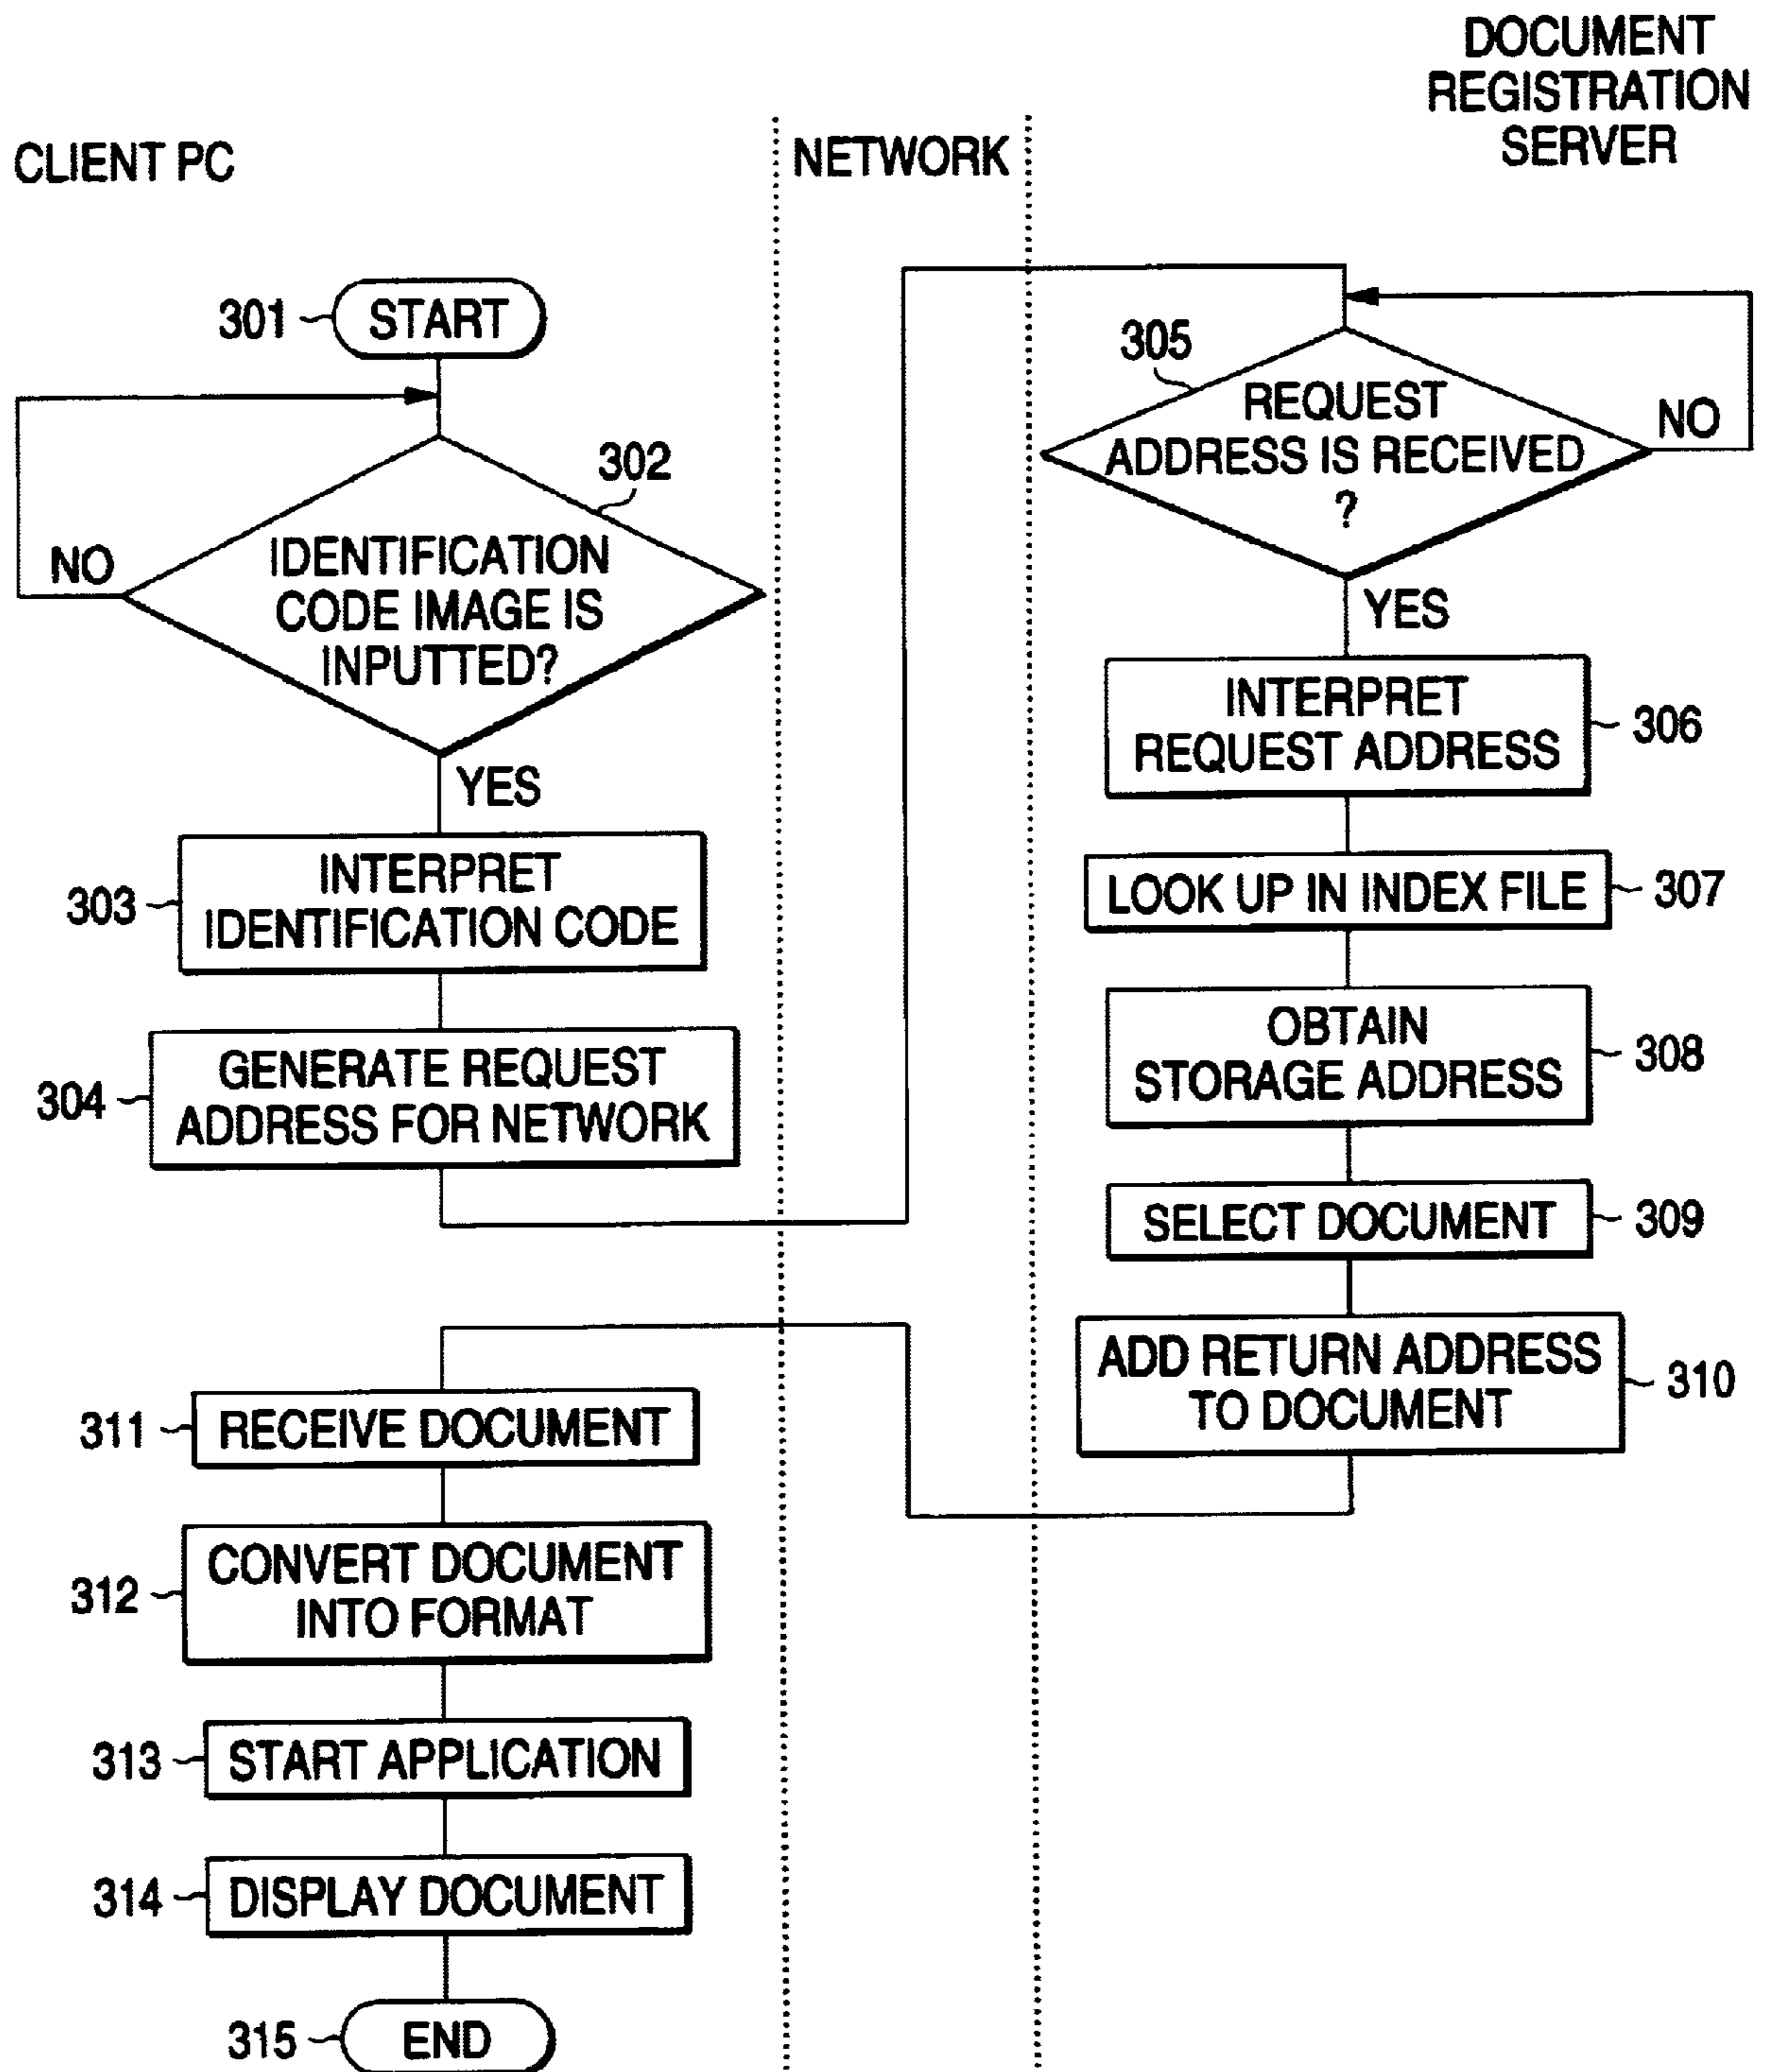 CLIENT PC
NETWORK
DOCUMENT
REGISTRATION
SERVER
301
START
302
IDENTIFICATION
CODE IMAGE IS
INPUTTED?
NO
YES
303
INTERPRET
IDENTIFICATION CODE
304
GENERATE REQUEST
ADDRESS FOR NETWORK
305
REQUEST
ADDRESS IS RECEIVED
?
NO
YES
INTERPRET
REQUEST ADDRESS
306
LOOK UP IN INDEX FILE
307
OBTAIN
STORAGE ADDRESS
308
SELECT DOCUMENT
309
ADD RETURN ADDRESS
TO DOCUMENT
310
311
RECEIVE DOCUMENT
312
CONVERT DOCUMENT
INTO FORMAT
313
START APPLICATION
314
DISPLAY DOCUMENT
315
END